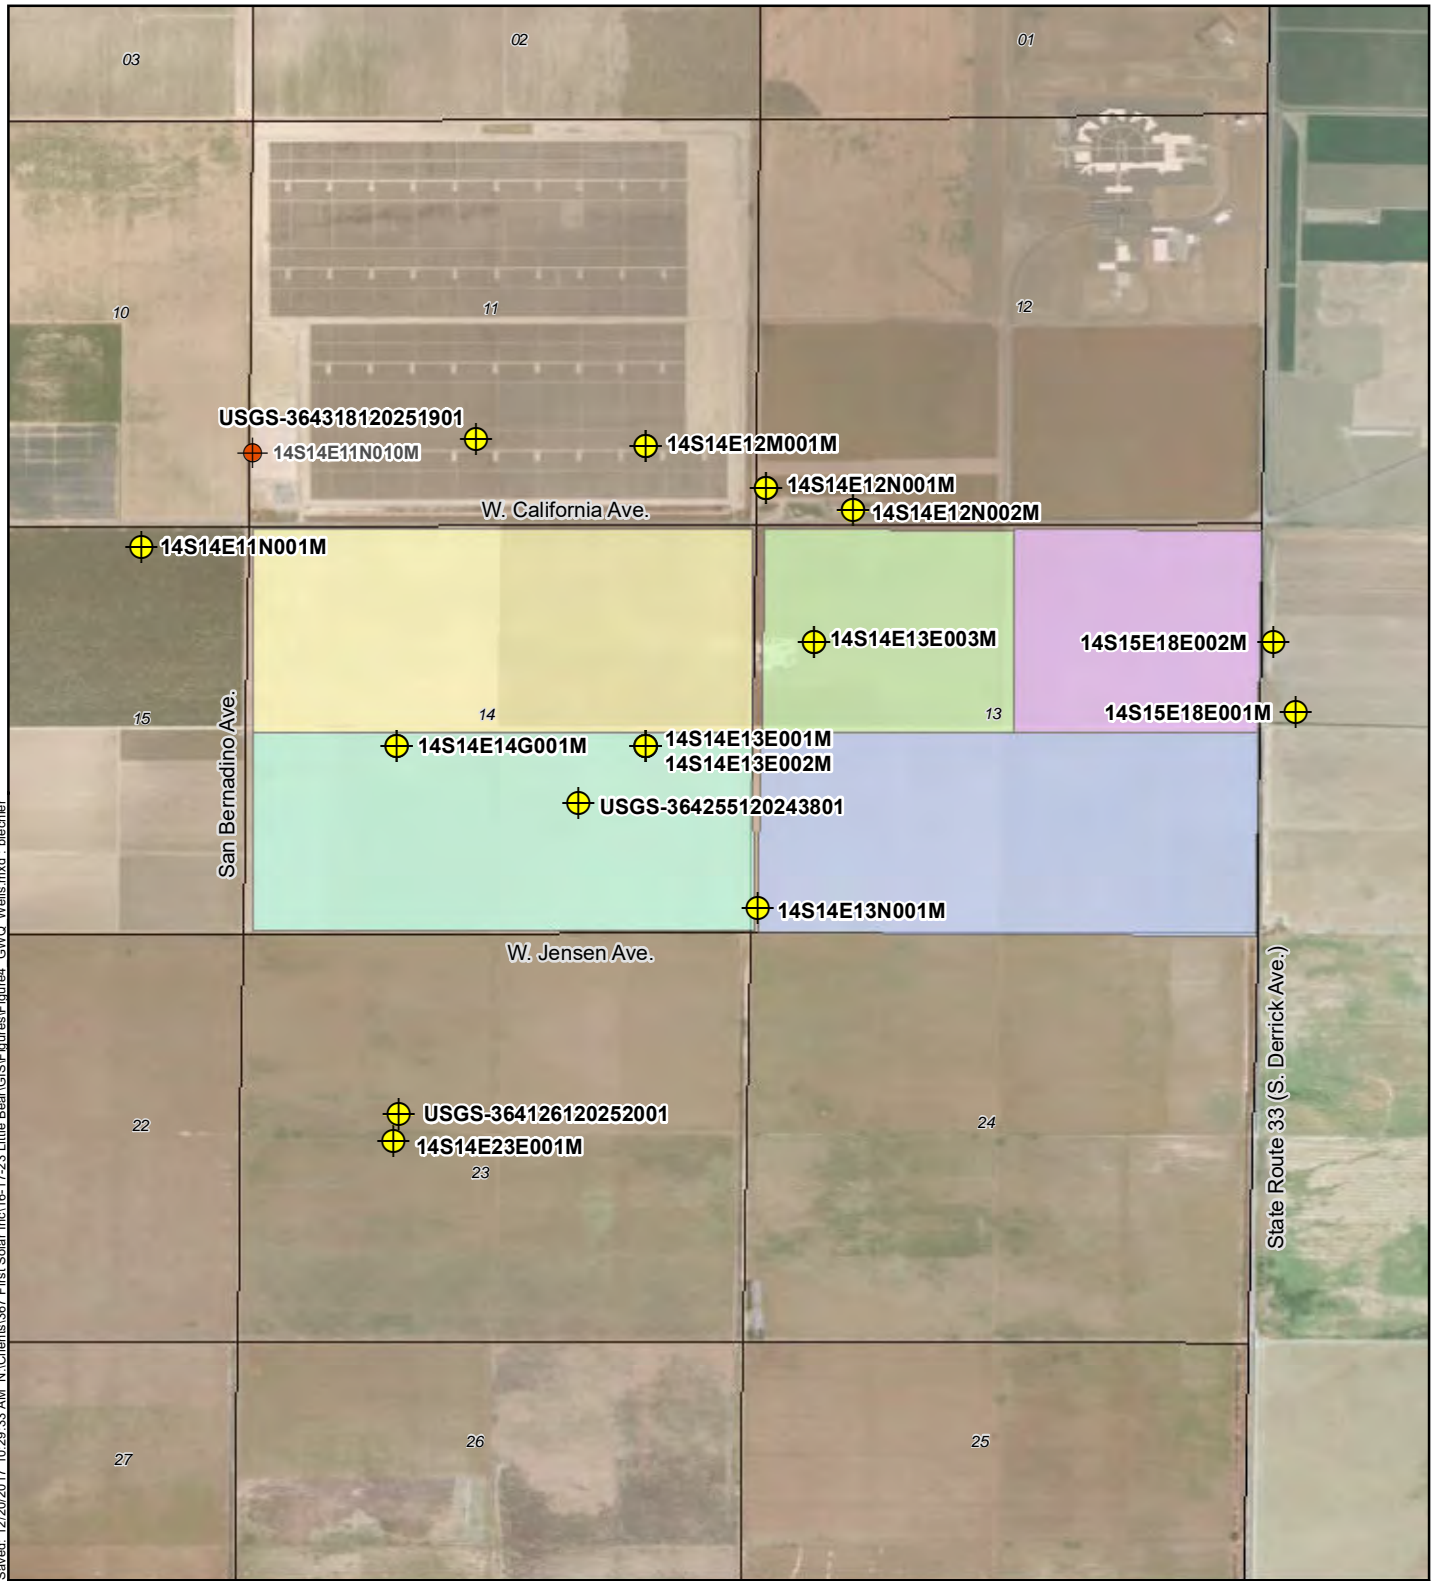 03
02
01
10
11
12
USGS-364318120251901
14S14E11N010M
14S14E12M001M
14S14E12N001M
14S14E12N002M
W. California Ave.
14S14E11N001M
14S14E13E003M
14S15E18E002M
14S15E18E001M
15
14
13
San Bernadino Ave.
14S14E14G001M
14S14E13E001M
14S14E13E002M
USGS-364255120243801
14S14E13N001M
W. Jensen Ave.
State Route 33 (S. Derrick Ave.)
USGS-364126120252001
14S14E23E001M
22
23
24
27
26
25